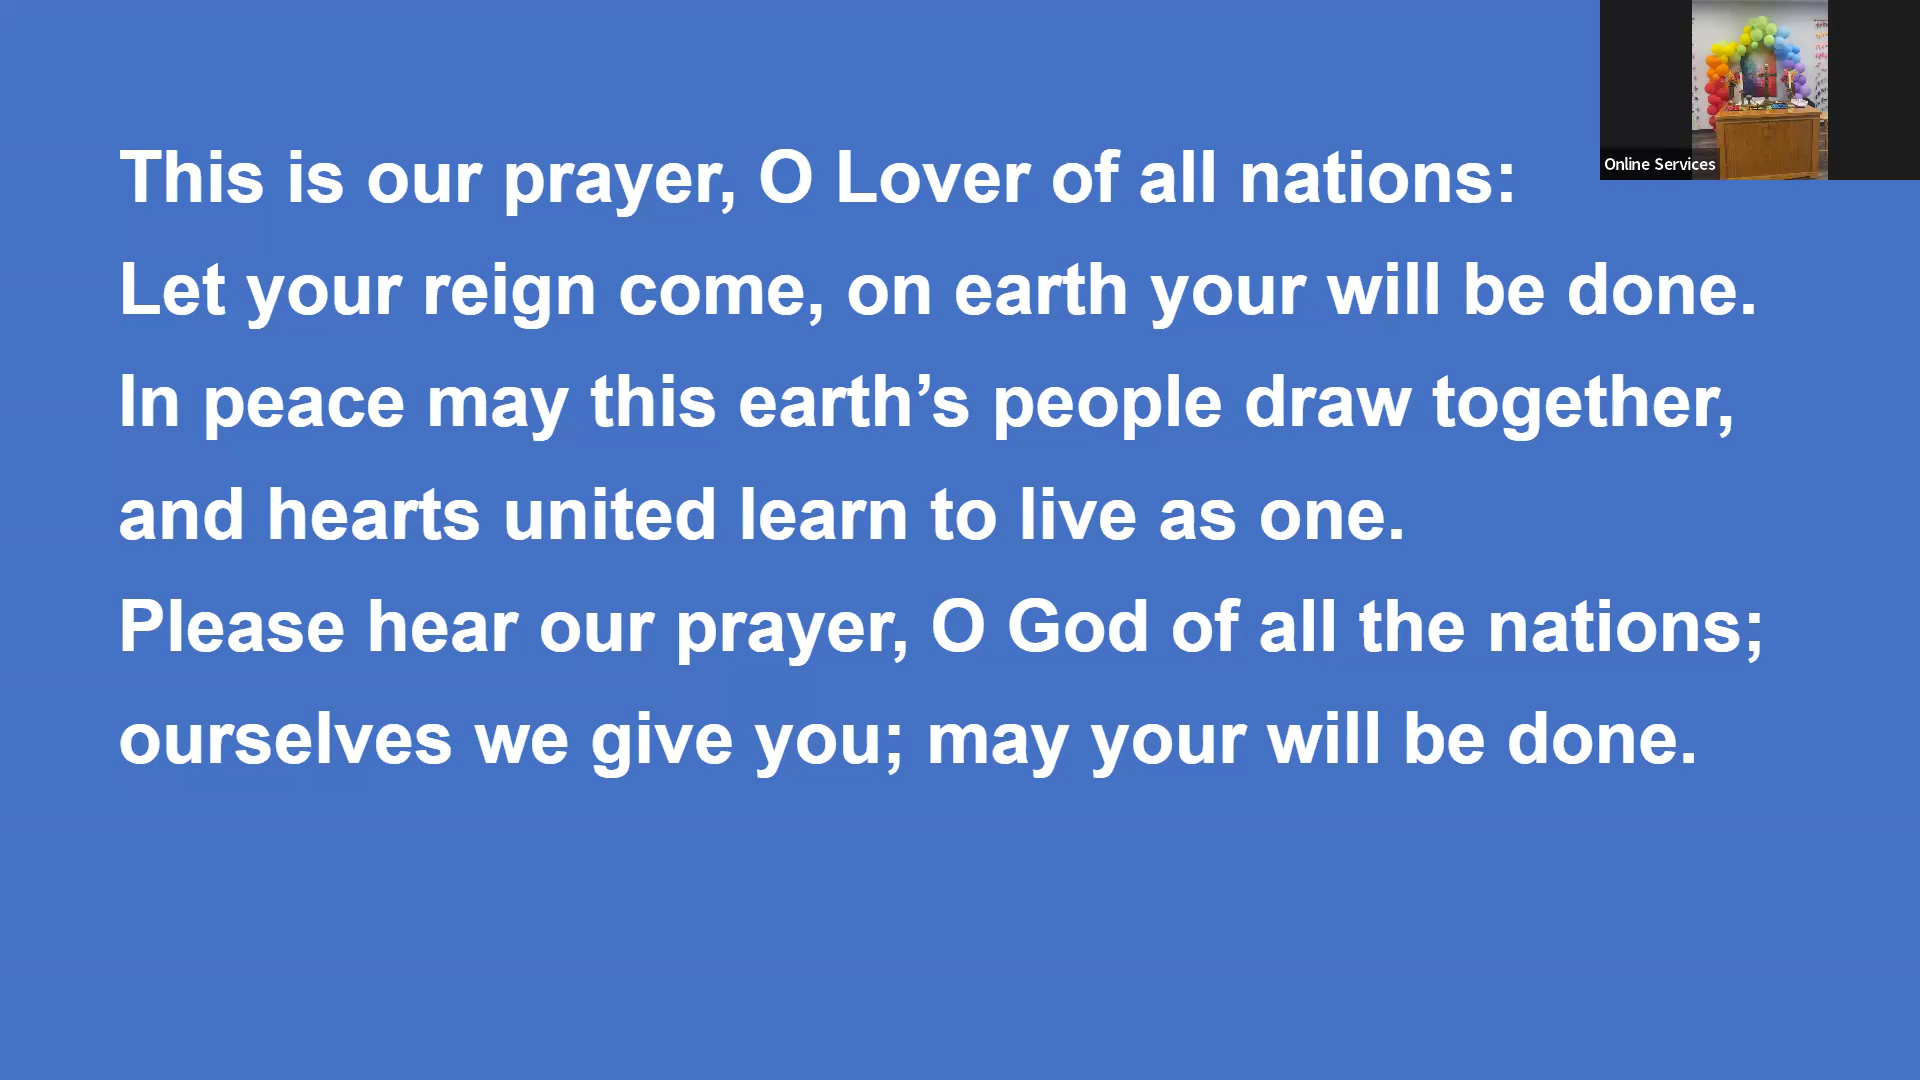 This is our prayer, O Lover of all nations:
Let your reign come, on earth your will be done.
In peace may this earth’s people draw together,
and hearts united learn to live as one.
Please hear our prayer, O God of all the nations;
ourselves we give you; may your will be done.
Online Services